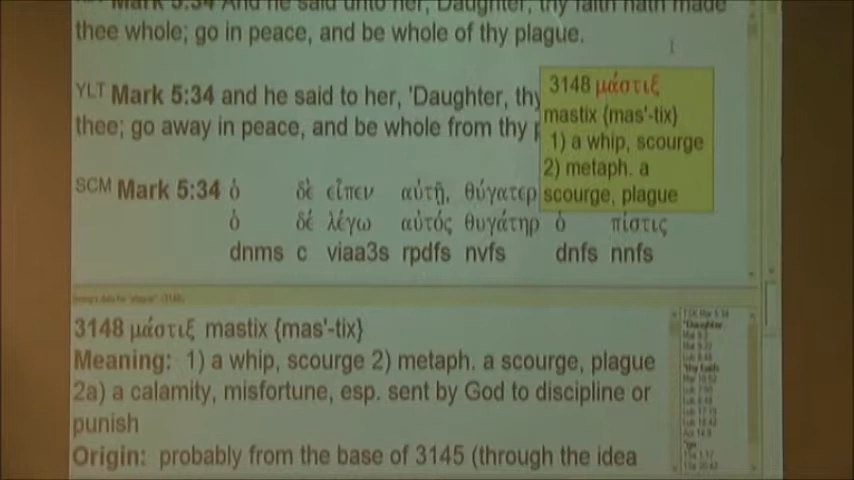 Mark 5:34 And he said unto her, Daughter, thy faith hath made
thee whole; go in peace, and be whole of thy plague.
YLT Mark 5:34 and he said to her, 'Daughter, thy
thee; go away in peace, and be whole from thy
3148 μάστιξ
mastix {mas'-tix}
1) a whip, scourge
2) metaph. a
scourge, plague
SCM Mark 5:34 ὁ δὲ εἶπεν αὐτῇ, θύγατερ
ὁ δέ λέγω αὐτός θυγάτηρ ὁ πίστις
dnms c viaa3s rpdfs nvfs dnfs nnfs
3148 μάστιξ mastix {mas'-tix}
Meaning: 1) a whip, scourge 2) metaph. a scourge, plague
2a) a calamity, misfortune, esp. sent by God to discipline or
punish
Origin: probably from the base of 3145 (through the idea
"Daughter
"thy faith
"go